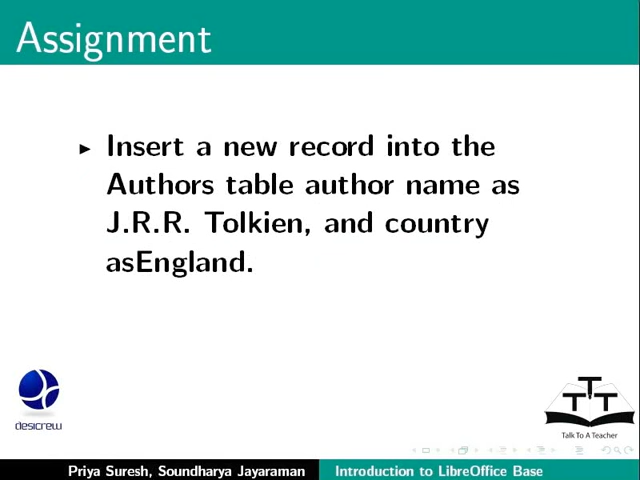 Assignment
Insert a new record into the
Authors table author name as
J.R.R. Tolkien, and country
asEngland.
desicrew
TTT
Talk To A Teacher
Priya Suresh, Soundharya Jayaraman
Introduction to LibreOffice Base